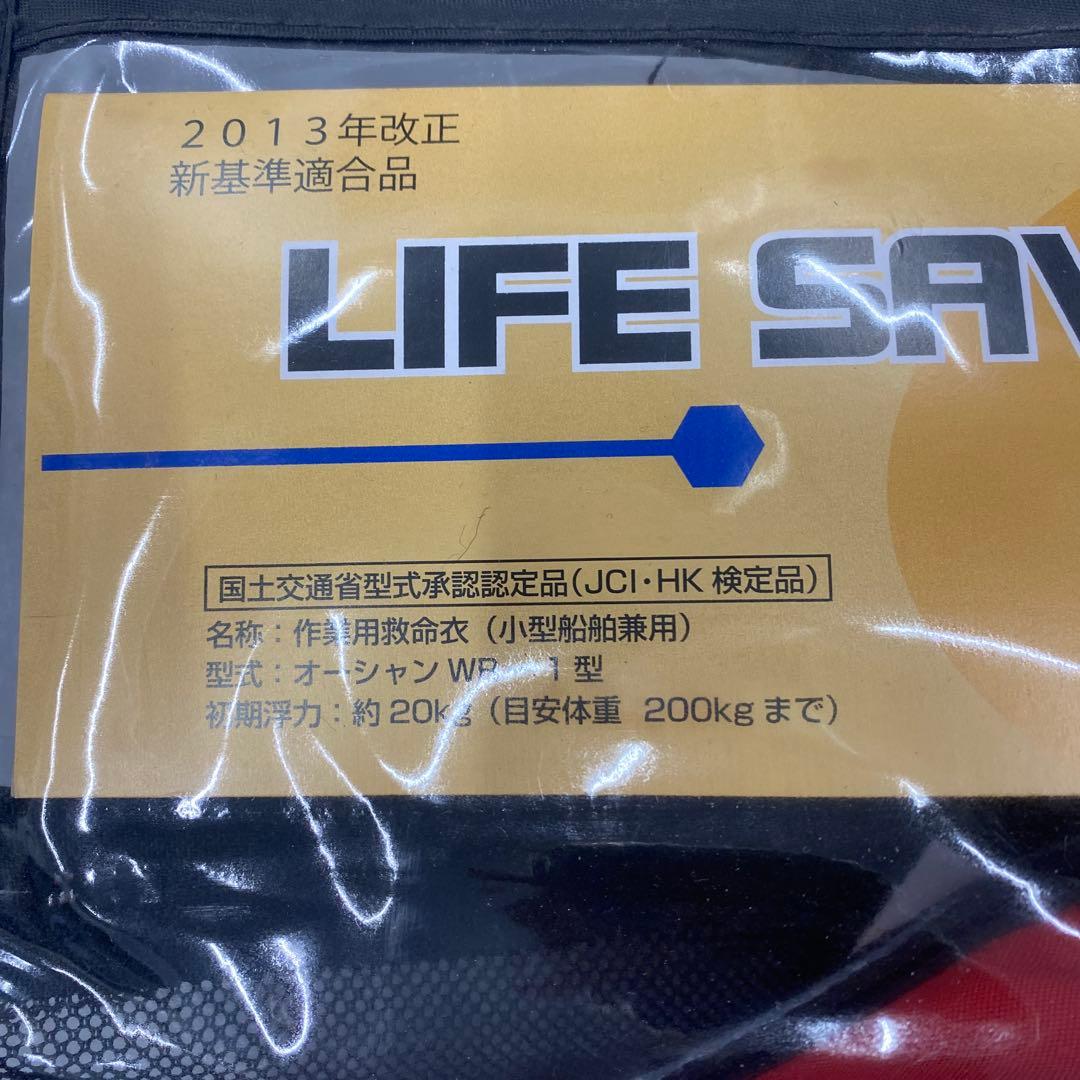 2013年改正
新基準適合品
LIFE SAV
国土交通省型式承認認定品(JCI・HK 検定品)
名称:作業用救命衣(小型船舶兼用)
型式:オーシャン WR 1型
初期浮力:約20kg(目安体重 200kgまで)